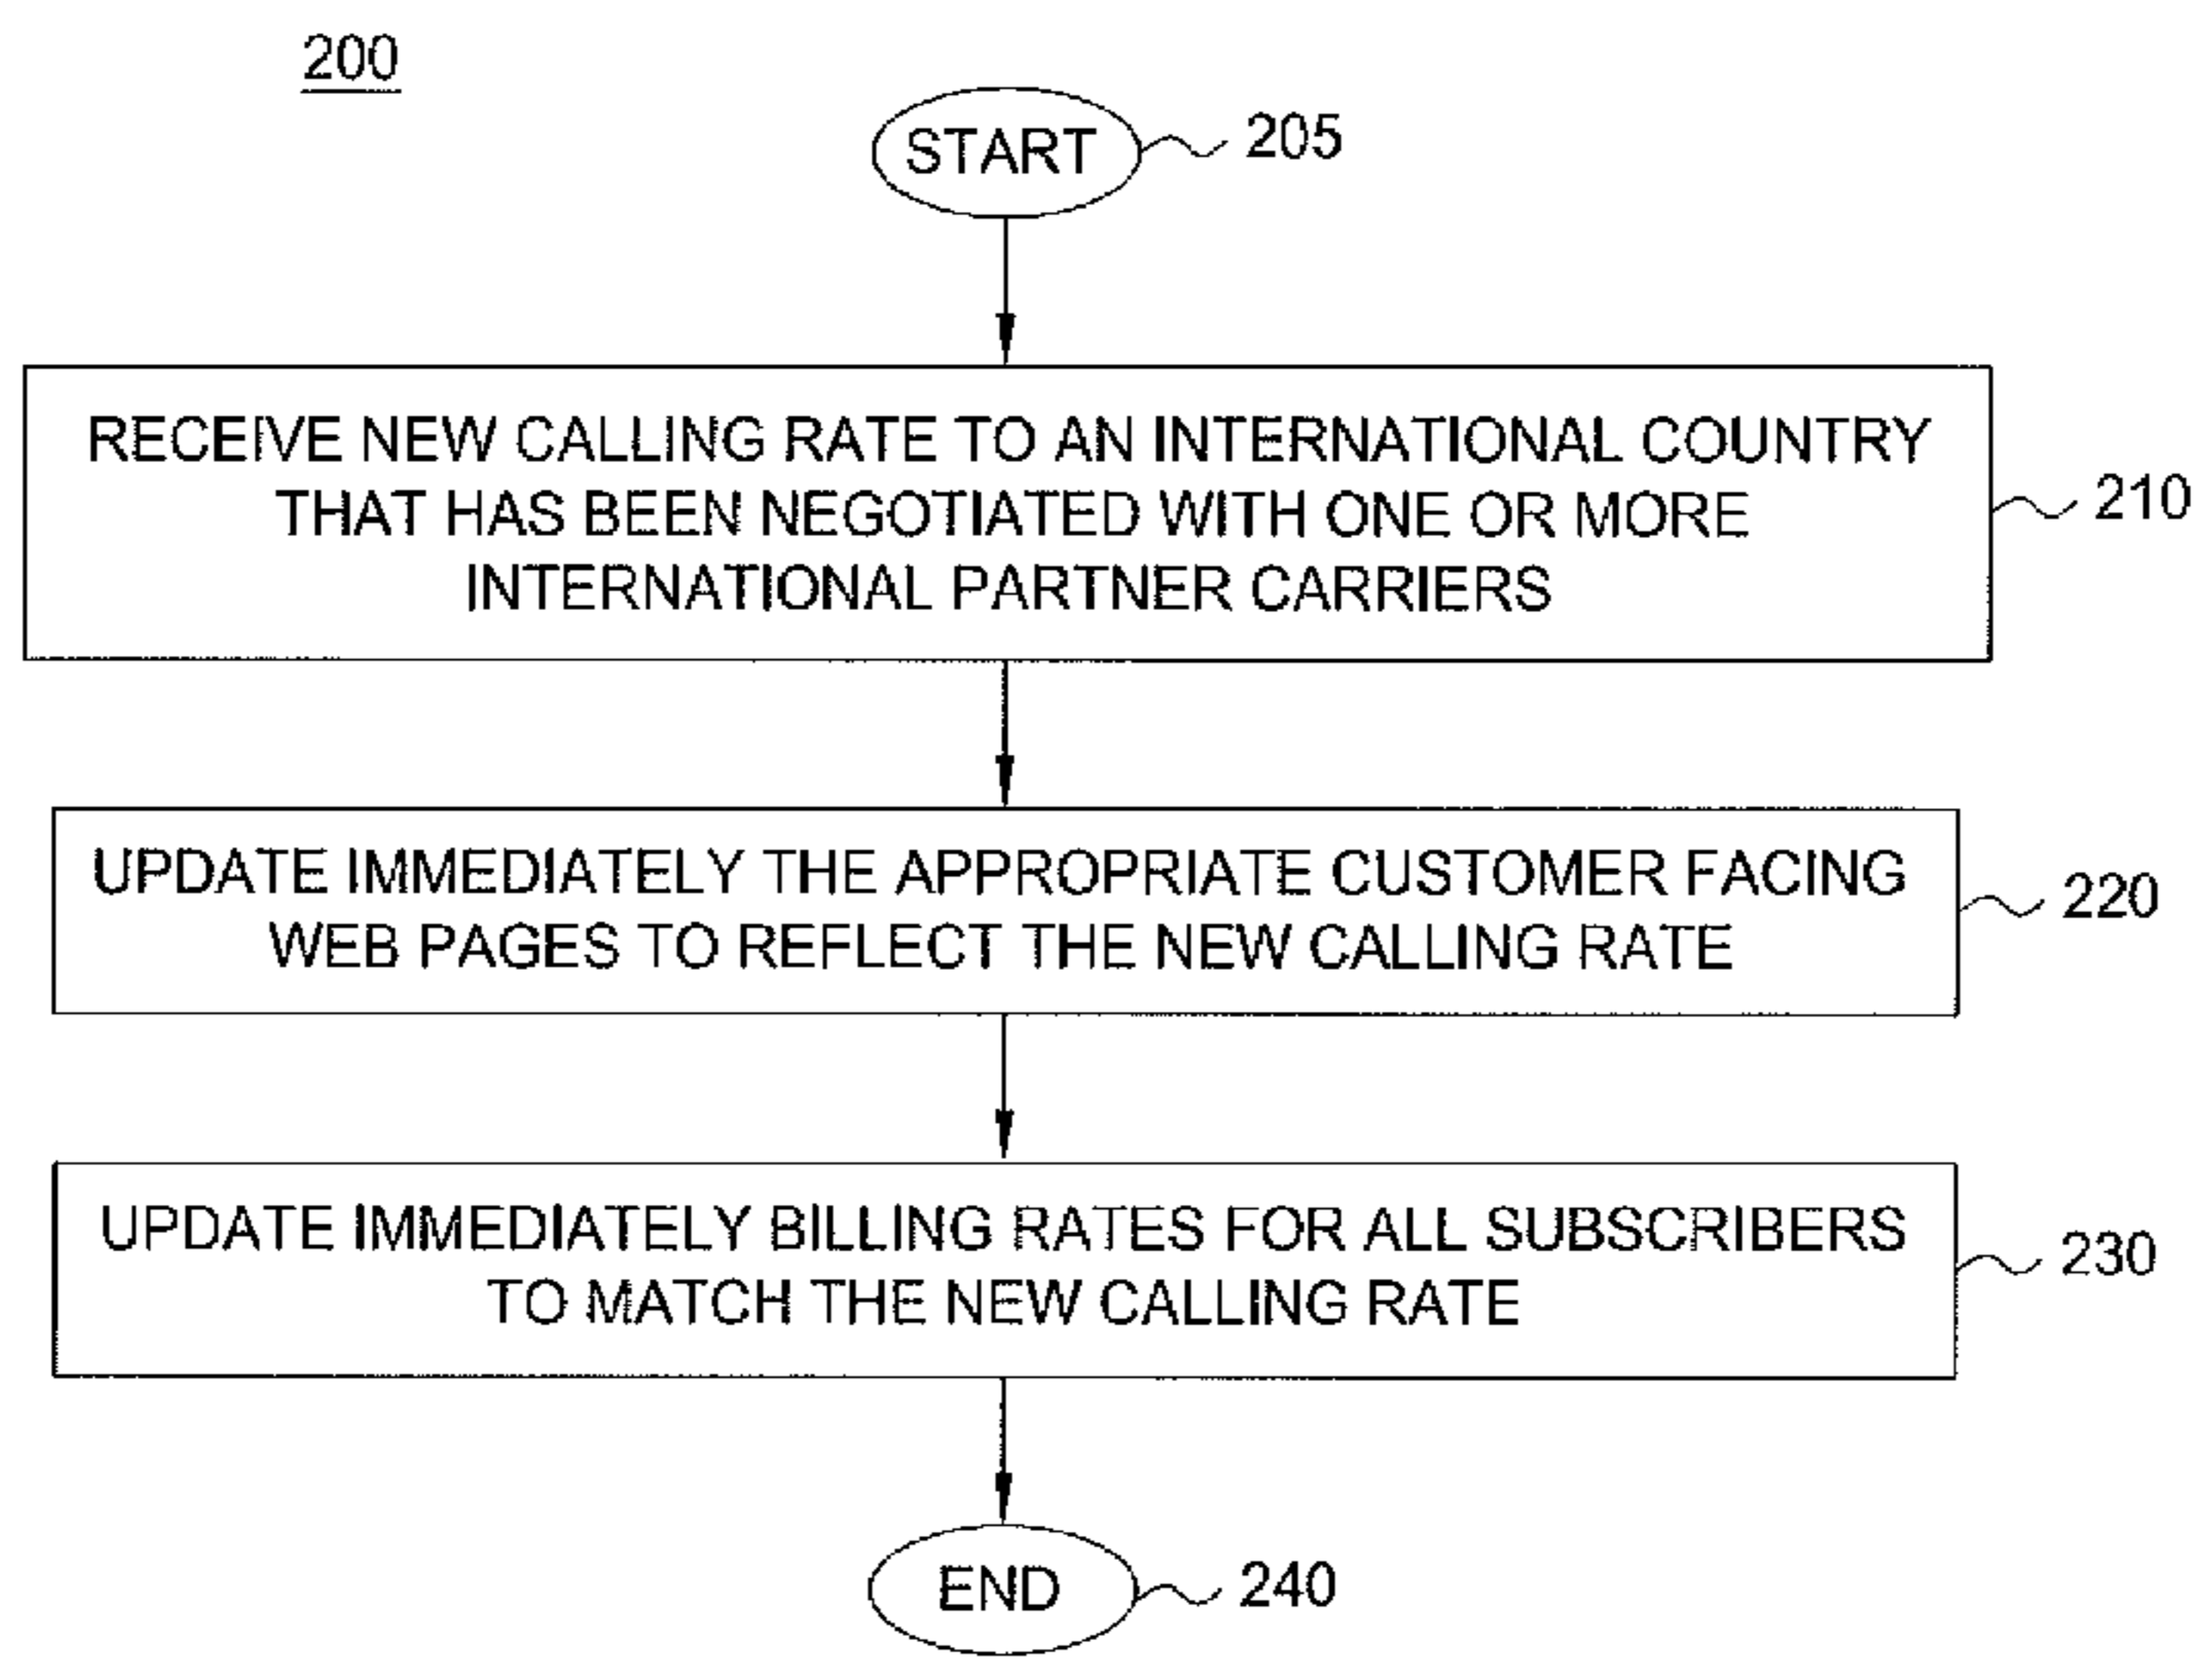 200
START
205
RECEIVE NEW CALLING RATE TO AN INTERNATIONAL COUNTRY
THAT HAS BEEN NEGOTIATED WITH ONE OR MORE
INTERNATIONAL PARTNER CARRIERS
210
UPDATE IMMEDIATELY THE APPROPRIATE CUSTOMER FACING
WEB PAGES TO REFLECT THE NEW CALLING RATE
220
UPDATE IMMEDIATELY BILLING RATES FOR ALL SUBSCRIBERS
TO MATCH THE NEW CALLING RATE
230
END
240